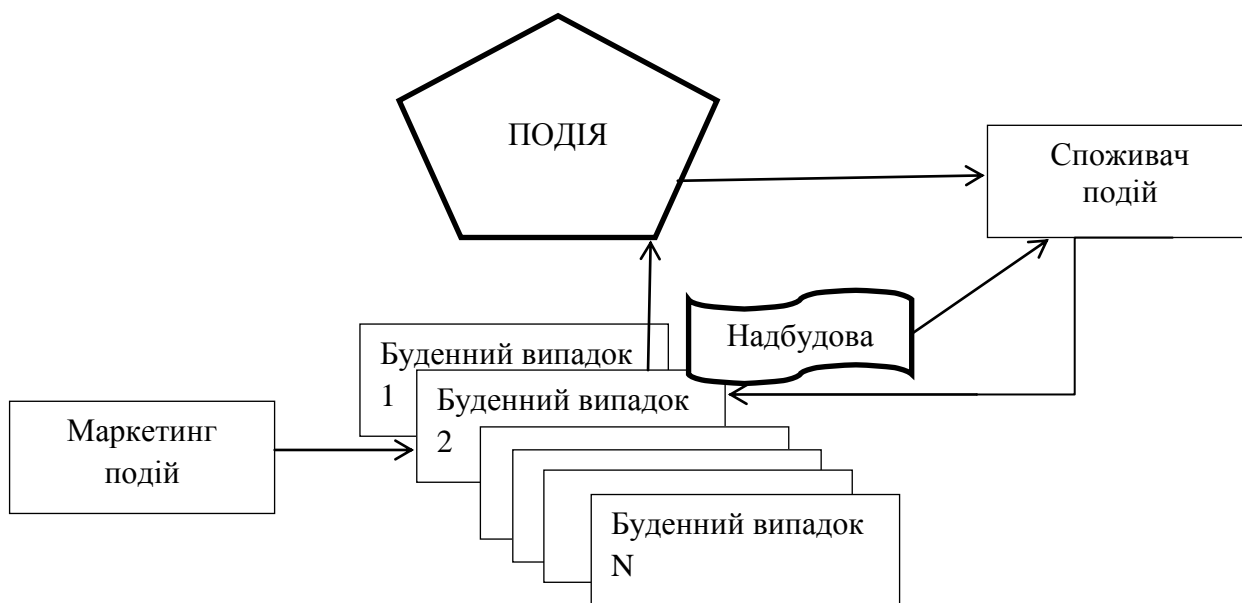 ПОДІЯ
Споживач
подій
Надбудова
Буденний випадок
1
Буденний випадок
2
Маркетинг
подій
Буденний випадок
N